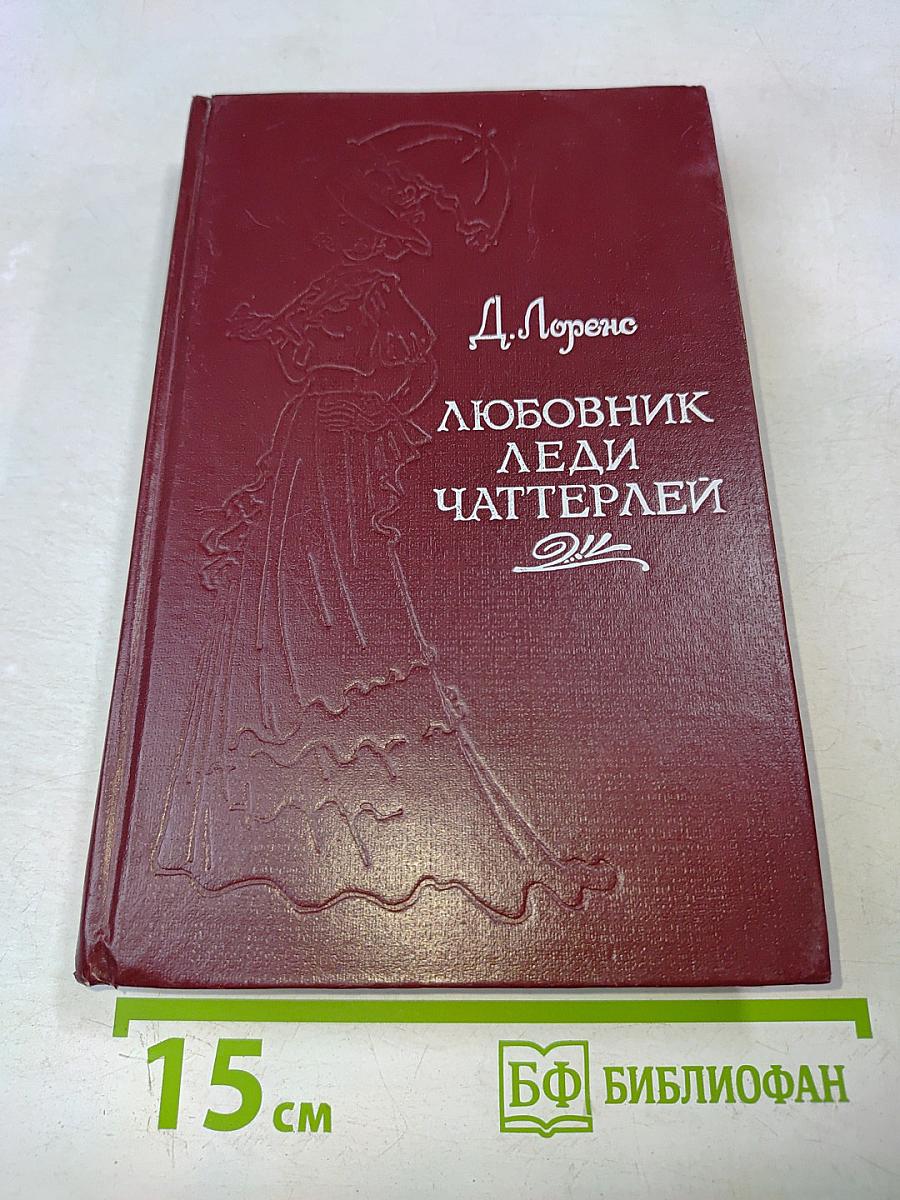 Д. Лоренс
ЛЮБОВНИК
ЛЕДИ
ЧАТТЕРЛЕЙ
15 см
БФ БИБЛИОФАН